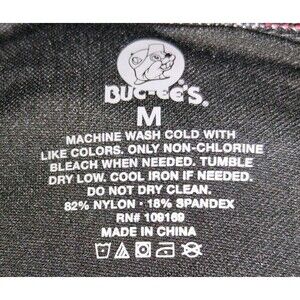 BUC-EE'S.
M
MACHINE WASH COLD WITH
LIKE COLORS. ONLY NON-CHLORINE
BLEACH WHEN NEEDED. TUMBLE
DRY LOW. COOL IRON IF NEEDED.
DO NOT DRY CLEAN.
82% NYLON • 18% SPANDEX
RN# 109169
MADE IN CHINA